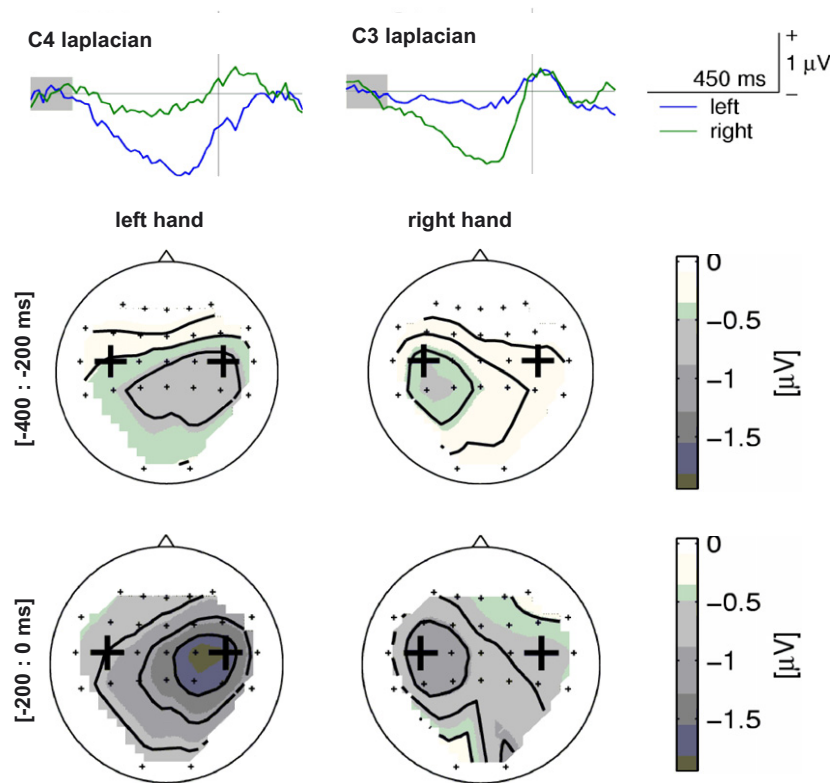 C4 laplacian
C3 laplacian
+
1 μV
450 ms
−
left
right
left hand
right hand
[-400 : -200 ms]
0
−0.5
−1
−1.5
[μV]
[-200 : 0 ms]
0
−0.5
−1
−1.5
[μV]